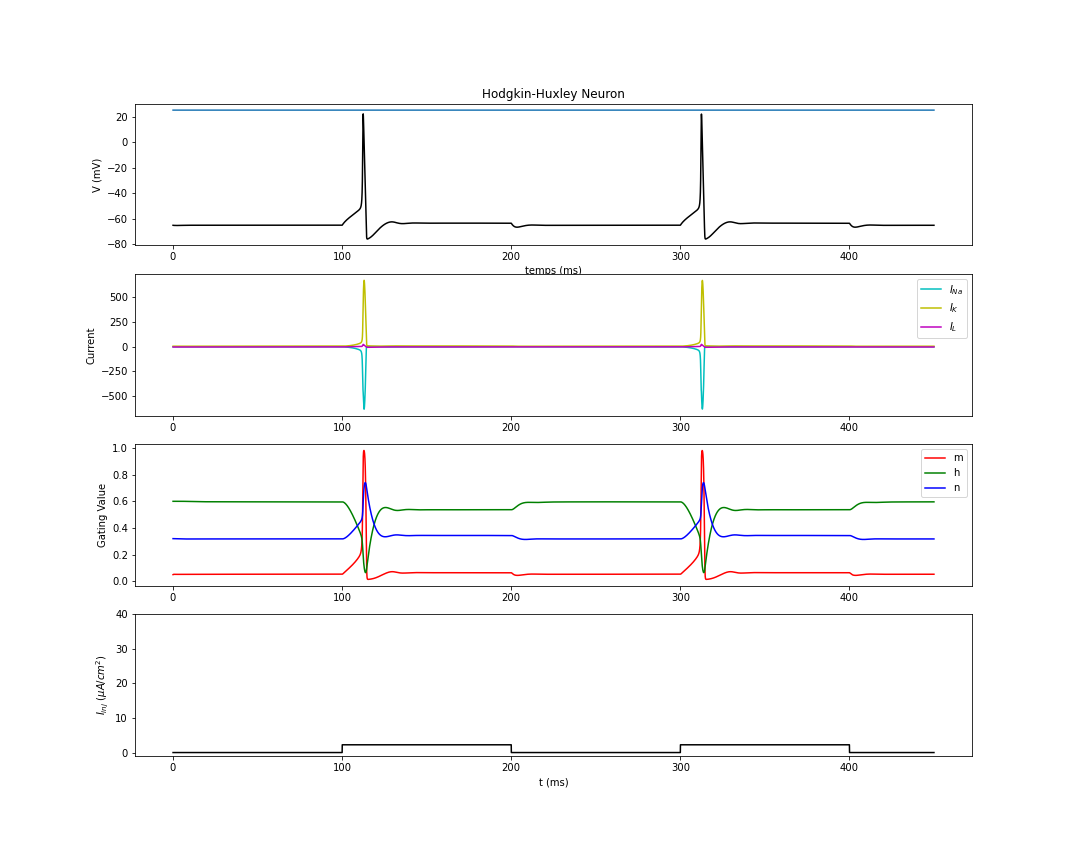 Hodgkin-Huxley Neuron
V (mV)
20
0
−20
−40
−60
−80
0 100 200 300 400
temps (ms)
Current
500
250
0
−250
−500
I_Na
I_K
I_L
0 100 200 300 400
Gating Value
1.0
0.8
0.6
0.4
0.2
0.0
m
h
n
0 100 200 300 400
I_inj (μA/cm²)
40
30
20
10
0
0 100 200 300 400
t (ms)